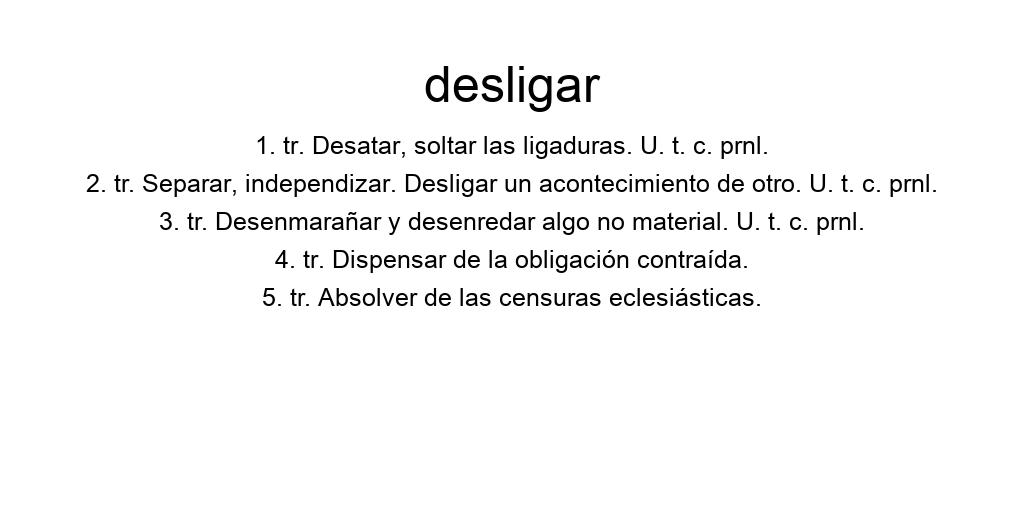 desligar
1. tr. Desatar, soltar las ligaduras. U. t. c. prnl.
2. tr. Separar, independizar. Desligar un acontecimiento de otro. U. t. c. prnl.
3. tr. Desenmarañar y desenredar algo no material. U. t. c. prnl.
4. tr. Dispensar de la obligación contraída.
5. tr. Absolver de las censuras eclesiásticas.